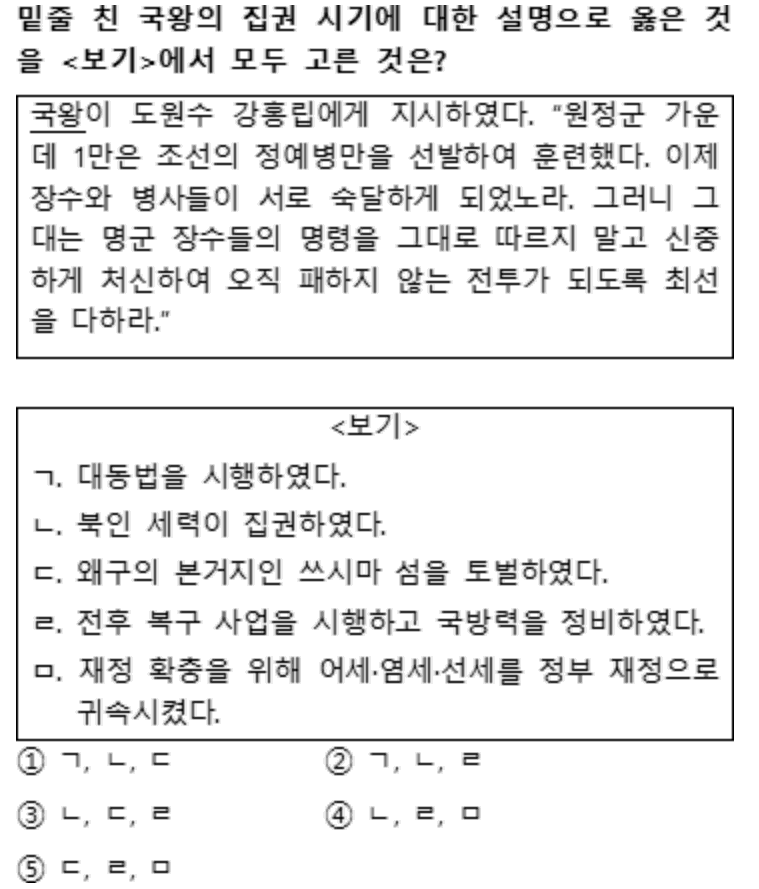 밑줄 친 국왕의 집권 시기에 대한 설명으로 옳은 것
을 <보기>에서 모두 고른 것은?
국왕이 도원수 강홍립에게 지시하였다. “원정군 가운
데 1만은 조선의 정예병만을 선발하여 훈련했다. 이제
장수와 병사들이 서로 숙달하게 되었노라. 그러니 그
대는 명군 장수들의 명령을 그대로 따르지 말고 신중
하게 처신하여 오직 패하지 않는 전투가 되도록 최선
을 다하라.”
<보기>
ㄱ. 대동법을 시행하였다.
ㄴ. 북인 세력이 집권하였다.
ㄷ. 왜구의 본거지인 쓰시마 섬을 토벌하였다.
ㄹ. 전후 복구 사업을 시행하고 국방력을 정비하였다.
ㅁ. 재정 확충을 위해 어세·염세·선세를 정부 재정으로
귀속시켰다.
① ㄱ, ㄴ, ㄷ ② ㄱ, ㄴ, ㄹ
③ ㄴ, ㄷ, ㄹ ④ ㄴ, ㄹ, ㅁ
⑤ ㄷ, ㄹ, ㅁ